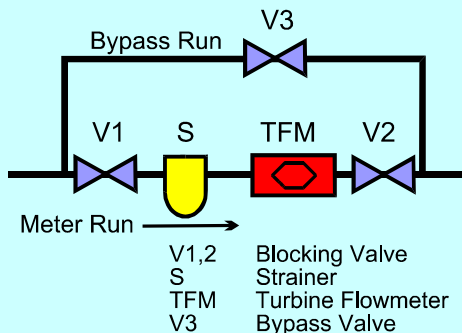 V3
Bypass Run
V1 S TFM V2
Meter Run
V1,2 Blocking Valve
S Strainer
TFM Turbine Flowmeter
V3 Bypass Valve